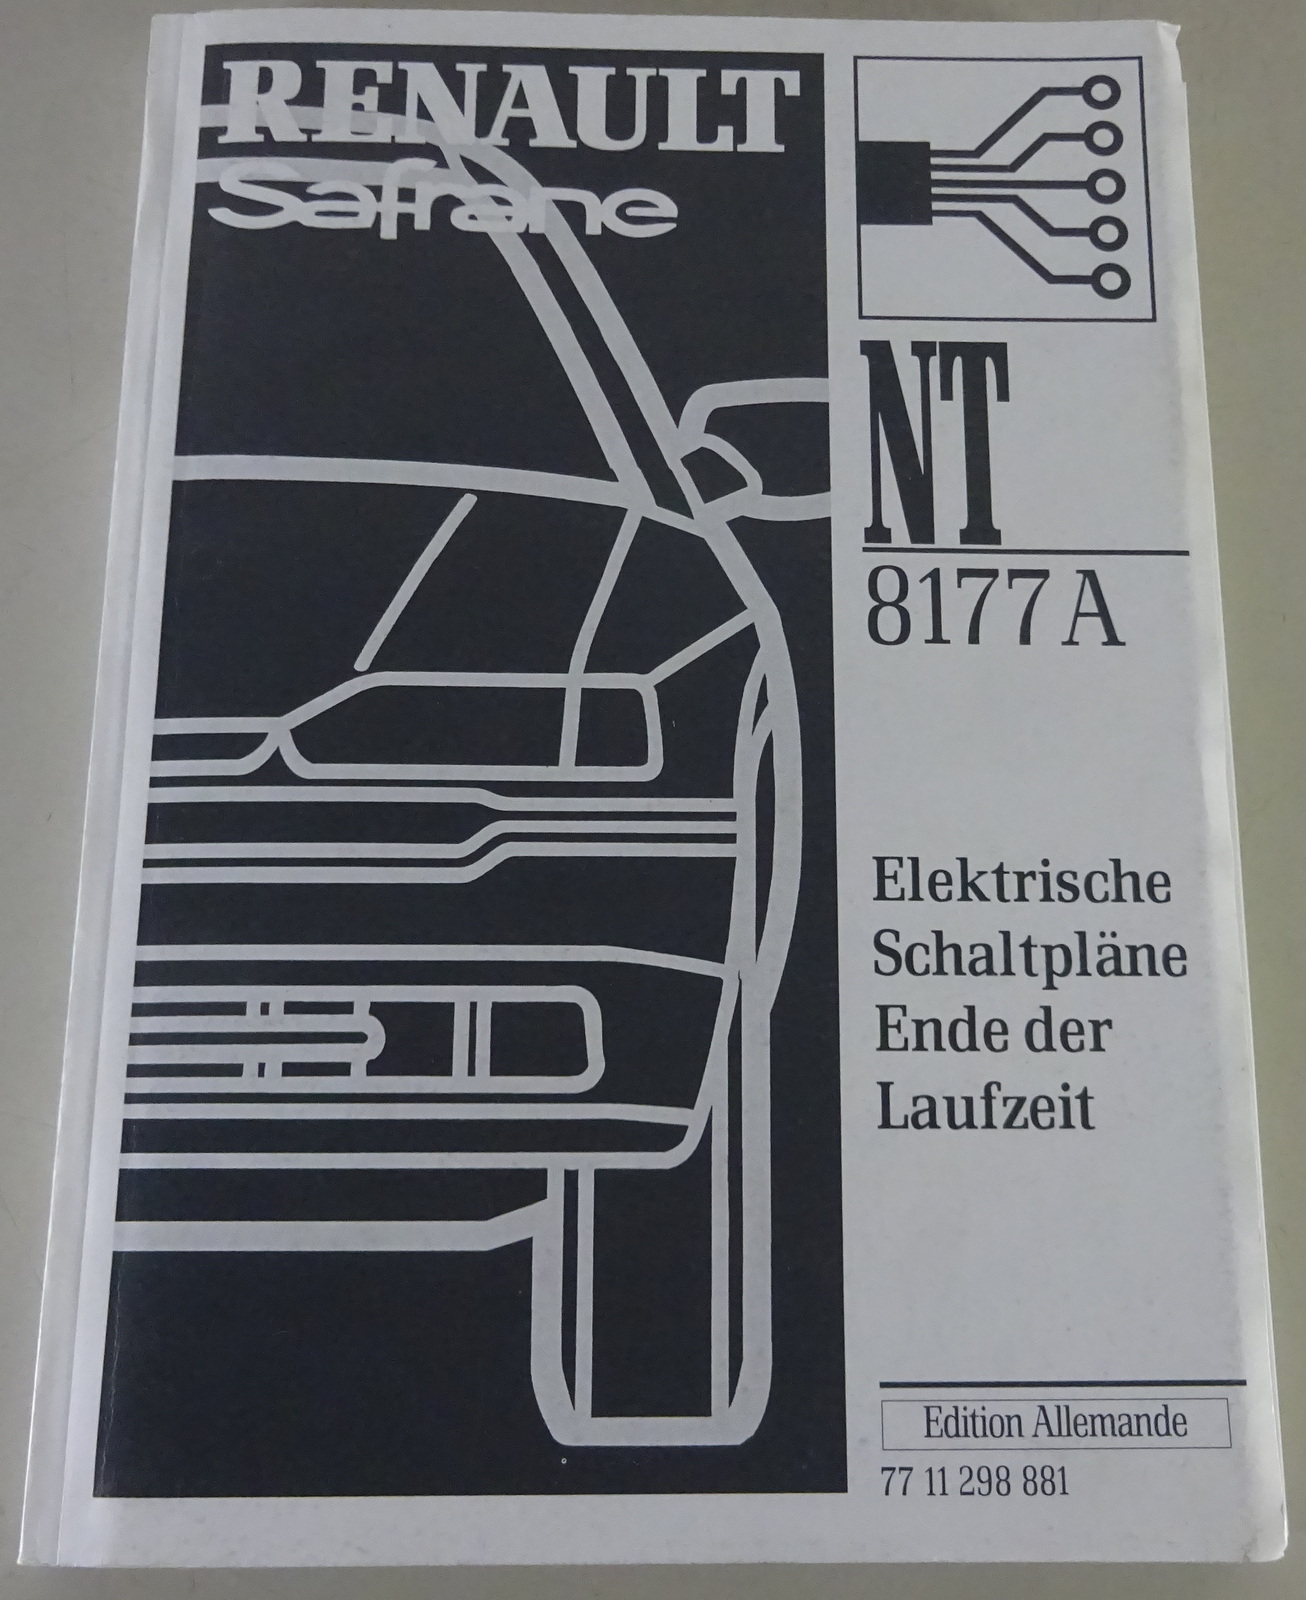 RENAULT
Safrane
NT
8177 A
Elektrische
Schaltpläne
Ende der
Laufzeit
Edition Allemande
77 11 298 881